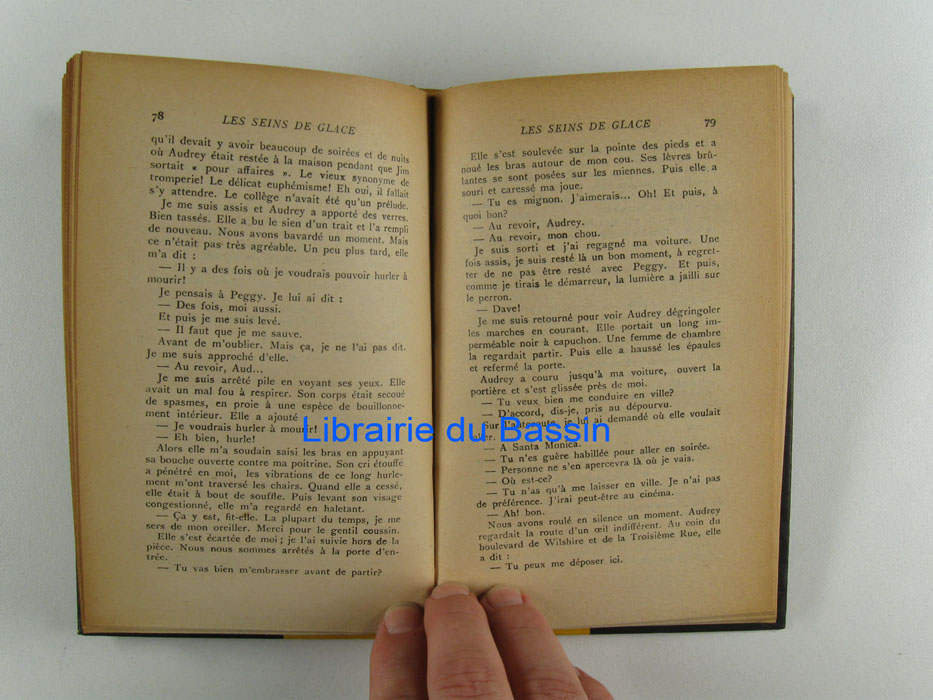 78
LES SEINS DE GLACE
qu'il devait y avoir beaucoup de soirées et de nuits
où Audrey était restée à la maison pendant que Jim
sortait « pour affaires ». Le vieux synonyme de
tromperie! Le délicat euphémisme! Eh oui, il fallait
s'y attendre. Le collège n'avait été qu'un prélude.
Je me suis assis et Audrey a apporté des verres.
Bien tassés. Elle a bu le sien d'un trait et l'a rempli
de nouveau. Nous avons bavardé un moment. Mais
ce n'était pas très agréable. Un peu plus tard, elle
m'a dit :
— Il y a des fois où je voudrais pouvoir hurler à
mourir!
Je pensais à Peggy. Je lui ai dit :
— Des fois, moi aussi.
Et puis je me suis levé.
— Il faut que je me sauve.
Avant de m'oublier. Mais ça, je ne l'ai pas dit.
Je me suis approché d'elle.
— Au revoir, Aud...
Je me suis arrêté pile en voyant ses yeux. Elle
avait un mal fou à respirer. Son corps était secoué
de spasmes, en proie à une espèce de bouillonne-
ment intérieur. Elle a ajouté
— Je voudrais hurler à mourir!
— Eh bien, hurle!
Alors elle m'a soudain saisi les bras en appuyant
sa bouche ouverte contre ma poitrine. Son cri étouffé
a pénétré en moi, les vibrations de ce long hurle-
ment m'ont traversé les chairs. Quand elle a cessé,
elle était à bout de souffle. Puis levant son visage
congestionné, elle m'a regardé en haletant.
— Ça y est, fit-elle. La plupart du temps, je me
sers de mon oreiller. Merci pour le gentil coussin.
Elle s'est écartée de moi ; je l'ai suivie hors de la
pièce. Nous nous sommes arrêtés à la porte d'en-
trée.
— Tu vas bien m'embrasser avant de partir?
LES SEINS DE GLACE
79
Elle s'est soulevée sur la pointe des pieds et a
noué les bras autour de mon cou. Ses lèvres brû-
lantes se sont posées sur les miennes. Puis elle a
souri et caressé ma joue.
— Tu es mignon. J'aimerais... Oh! Et puis, à
quoi bon?
— Au revoir, Audrey.
— Au revoir, mon chou.
Je suis sorti et j'ai regagné ma voiture. Une
fois assis, je suis resté là un bon moment, à regret-
ter de ne pas être resté avec Peggy. Et puis,
comme je tirais le démarreur, la lumière a jailli sur
le perron.
— Dave!
Je me suis retourné pour voir Audrey dégringoler
les marches en courant. Elle portait un long im-
perméable noir à capuchon. Une femme de chambre
la regardait partir. Puis elle a haussé les épaules
et refermé la porte.
Audrey a couru jusqu'à ma voiture, ouvert la
portière et s'est glissée près de moi.
— Tu veux bien me conduire en ville?
— D'accord, dis-je, pris au dépourvu.
Sur l'autoroute, je lui ai demandé où elle voulait
aller.
— A Santa Monica.
— Tu n'es guère habillée pour aller en soirée.
— Personne ne s'en apercevra là où je vais.
— Où est-ce?
— Tu n'as qu'à me laisser en ville. Je n'ai pas
de préférence. J'irai peut-être au cinéma.
— Ah! bon.
Nous avons roulé en silence un moment. Audrey
regardait la route d'un œil indifférent. Au coin du
boulevard de Wilshire et de la Troisième Rue, elle
a dit :
— Tu peux me déposer ici.
Librairie du Bassin